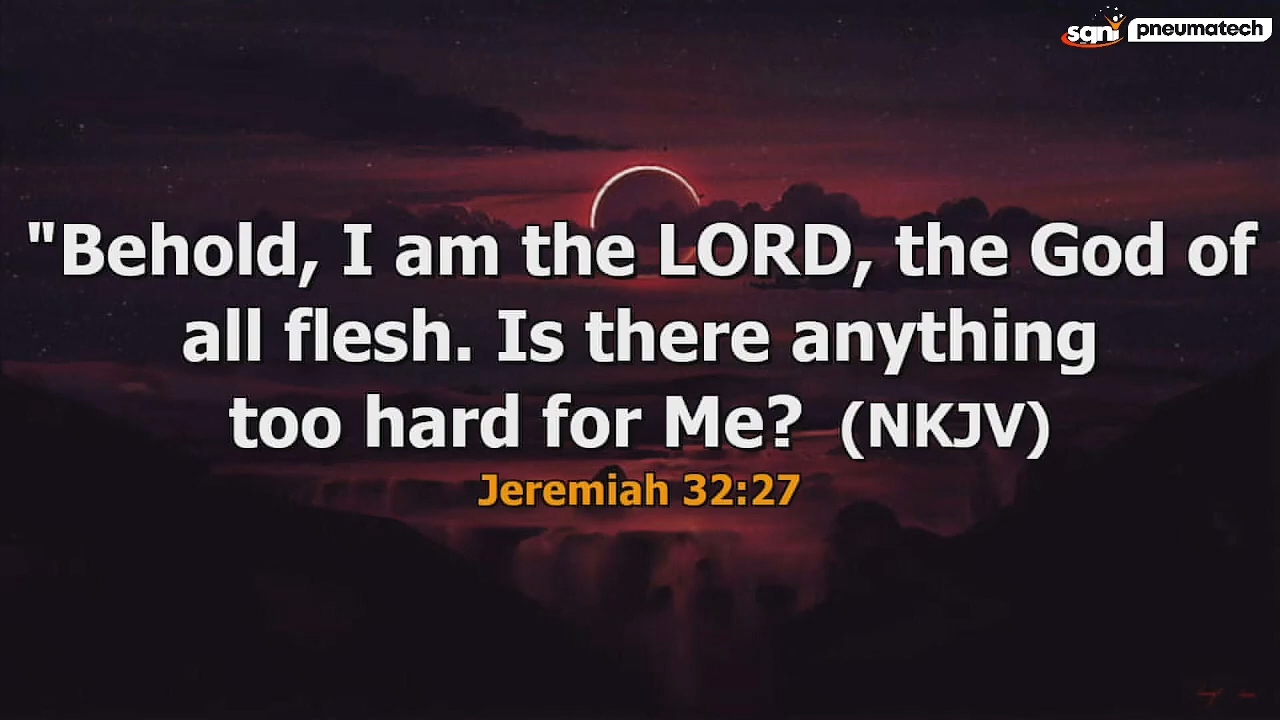 sqni pneumatech
"Behold, I am the LORD, the God of
all flesh. Is there anything
too hard for Me? (NKJV)
Jeremiah 32:27